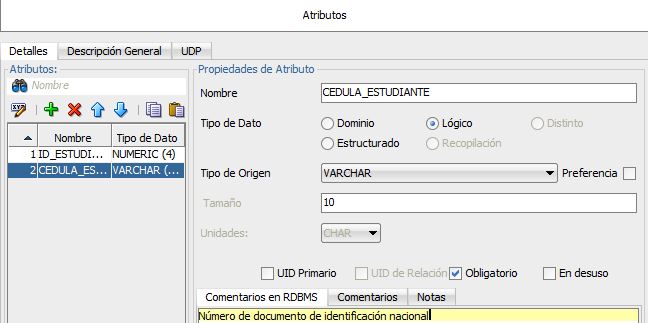 Atributos
Detalles Descripción General UDP
Atributos:
Nombre
Nombre Tipo de Dato
1 ID_ESTUDI... NUMERIC (4)
2 CEDULA_ES... VARCHAR (...
Propiedades de Atributo
Nombre CEDULA_ESTUDIANTE
Tipo de Dato Dominio Lógico Distinto
Estructurado Recopilación
Tipo de Origen VARCHAR Preferencia
Tamaño 10
Unidades: CHAR
UID Primario UID de Relación Obligatorio En desuso
Comentarios en RDBMS Comentarios Notas
Número de documento de identificación nacional